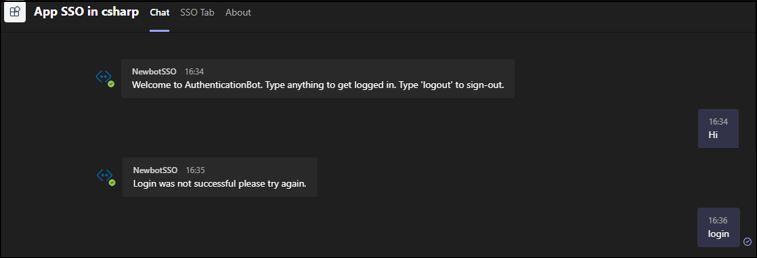 App SSO in csharp Chat SSO Tab About
NewbotSSO 16:34
Welcome to AuthenticationBot. Type anything to get logged in. Type 'logout' to sign-out.
16:34
Hi
NewbotSSO 16:35
Login was not successful please try again.
16:36
login